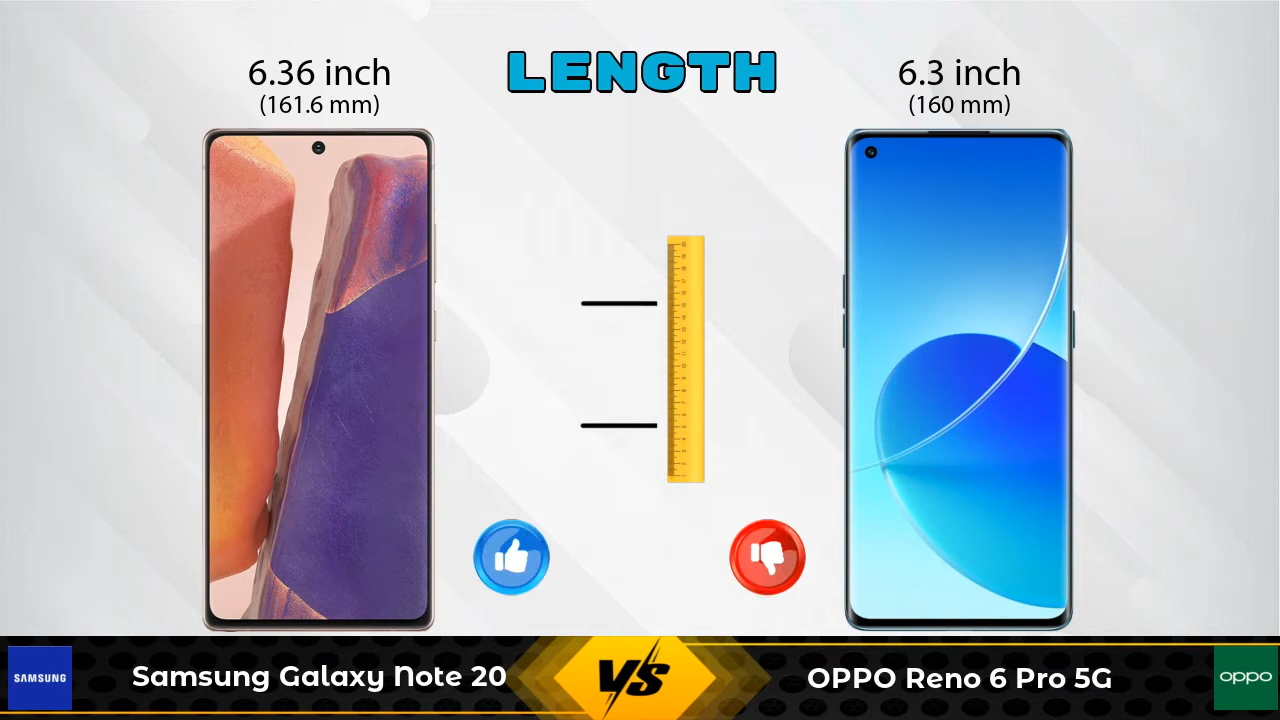 LENGTH
6.36 inch
(161.6 mm)
6.3 inch
(160 mm)
SAMSUNG
Samsung Galaxy Note 20
VS
OPPO Reno 6 Pro 5G
oppo